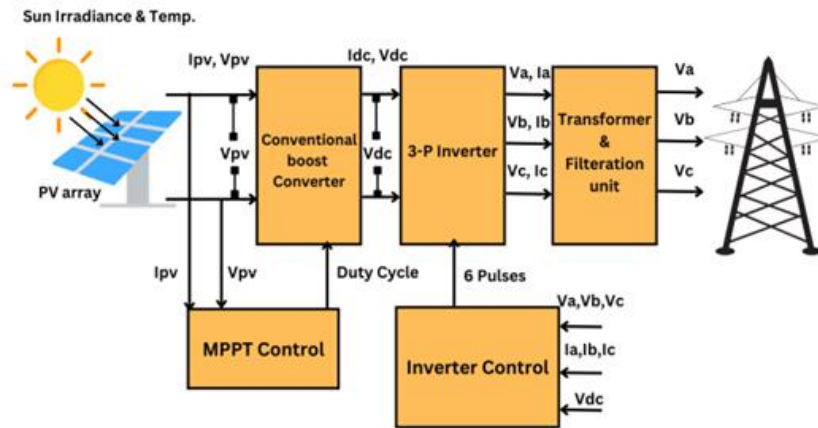 Sun Irradiance & Temp.
Ipv, Vpv
Idc, Vdc
Va, Ia
Va
Vb, Ib
Vb
Vc, Ic
Vc
Vpv
Vdc
Conventional
boost
Converter
3-P Inverter
Transformer
&
Filteration
unit
PV array
Ipv
Vpv
Duty Cycle
6 Pulses
MPPT Control
Inverter Control
Va,Vb,Vc
Ia,Ib,Ic
Vdc